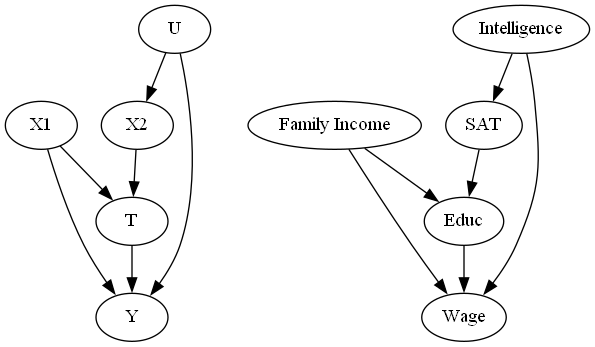 U
Intelligence
X1
X2
Family Income
SAT
T
Educ
Y
Wage